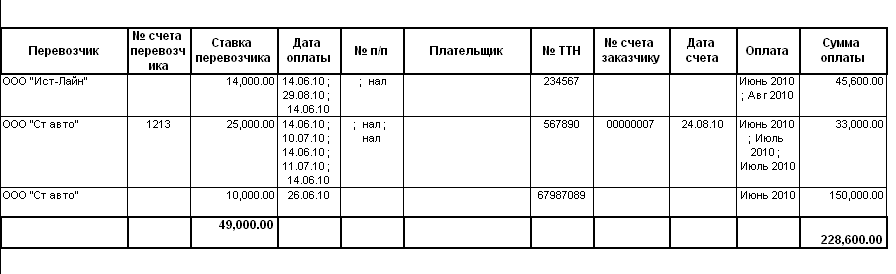 Перевозчик
№ счета
перевозч
ика
Ставка
перевозчика
Дата
оплаты
№ п/п
Плательщик
№ ТТН
№ счета
заказчику
Дата
счета
Оплата
Сумма
оплаты
ООО "Ист-Лайн"
14,000.00
14.06.10 ;
29.08.10 ;
14.06.10
; нал
234567
Июнь 2010
; Авг 2010
45,600.00
ООО "Ст авто"
1213
25,000.00
14.06.10 ;
10.07.10 ;
14.06.10 ;
11.07.10 ;
14.06.10
; нал ;
нал
567890
00000007
24.08.10
Июнь 2010
; Июль
2010 ;
Июль 2010
33,000.00
ООО "Ст авто"
10,000.00
26.06.10
67987089
Июнь 2010
150,000.00
49,000.00
228,600.00